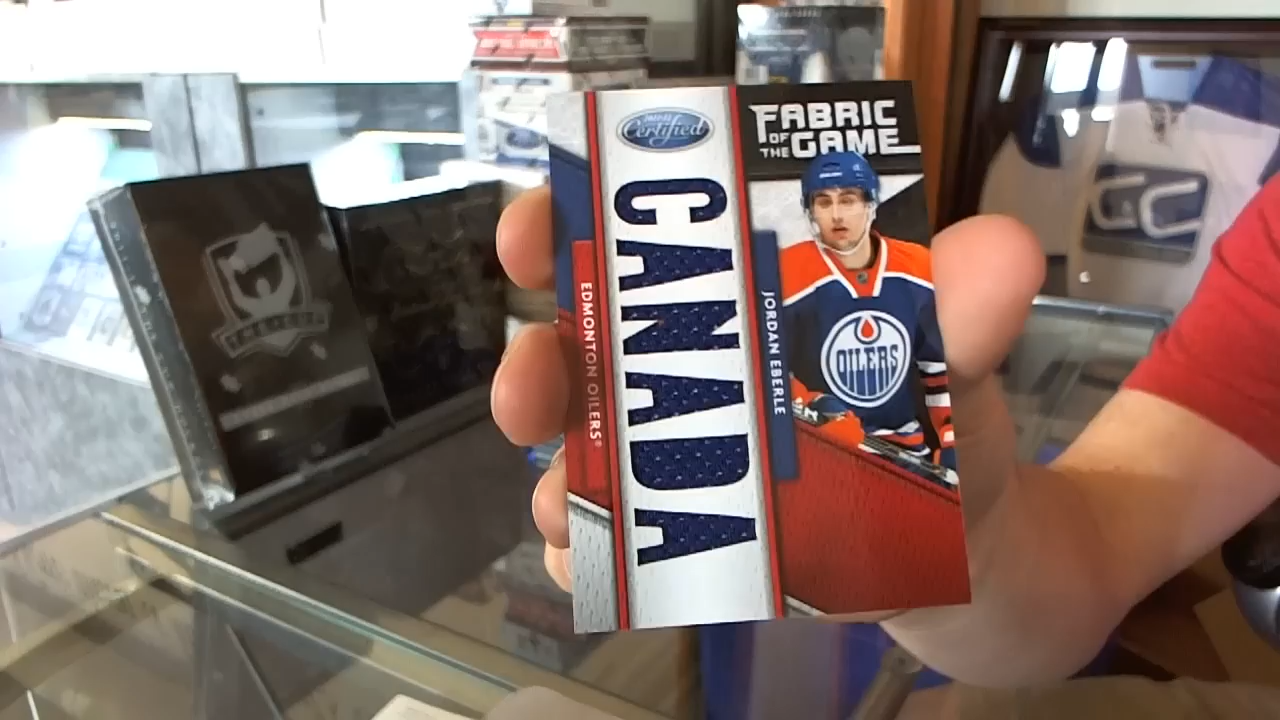 Certified
FABRIC
OF
THE GAME
CANADA
EDMONTON OILERS®
JORDAN EBERLE
OILERS